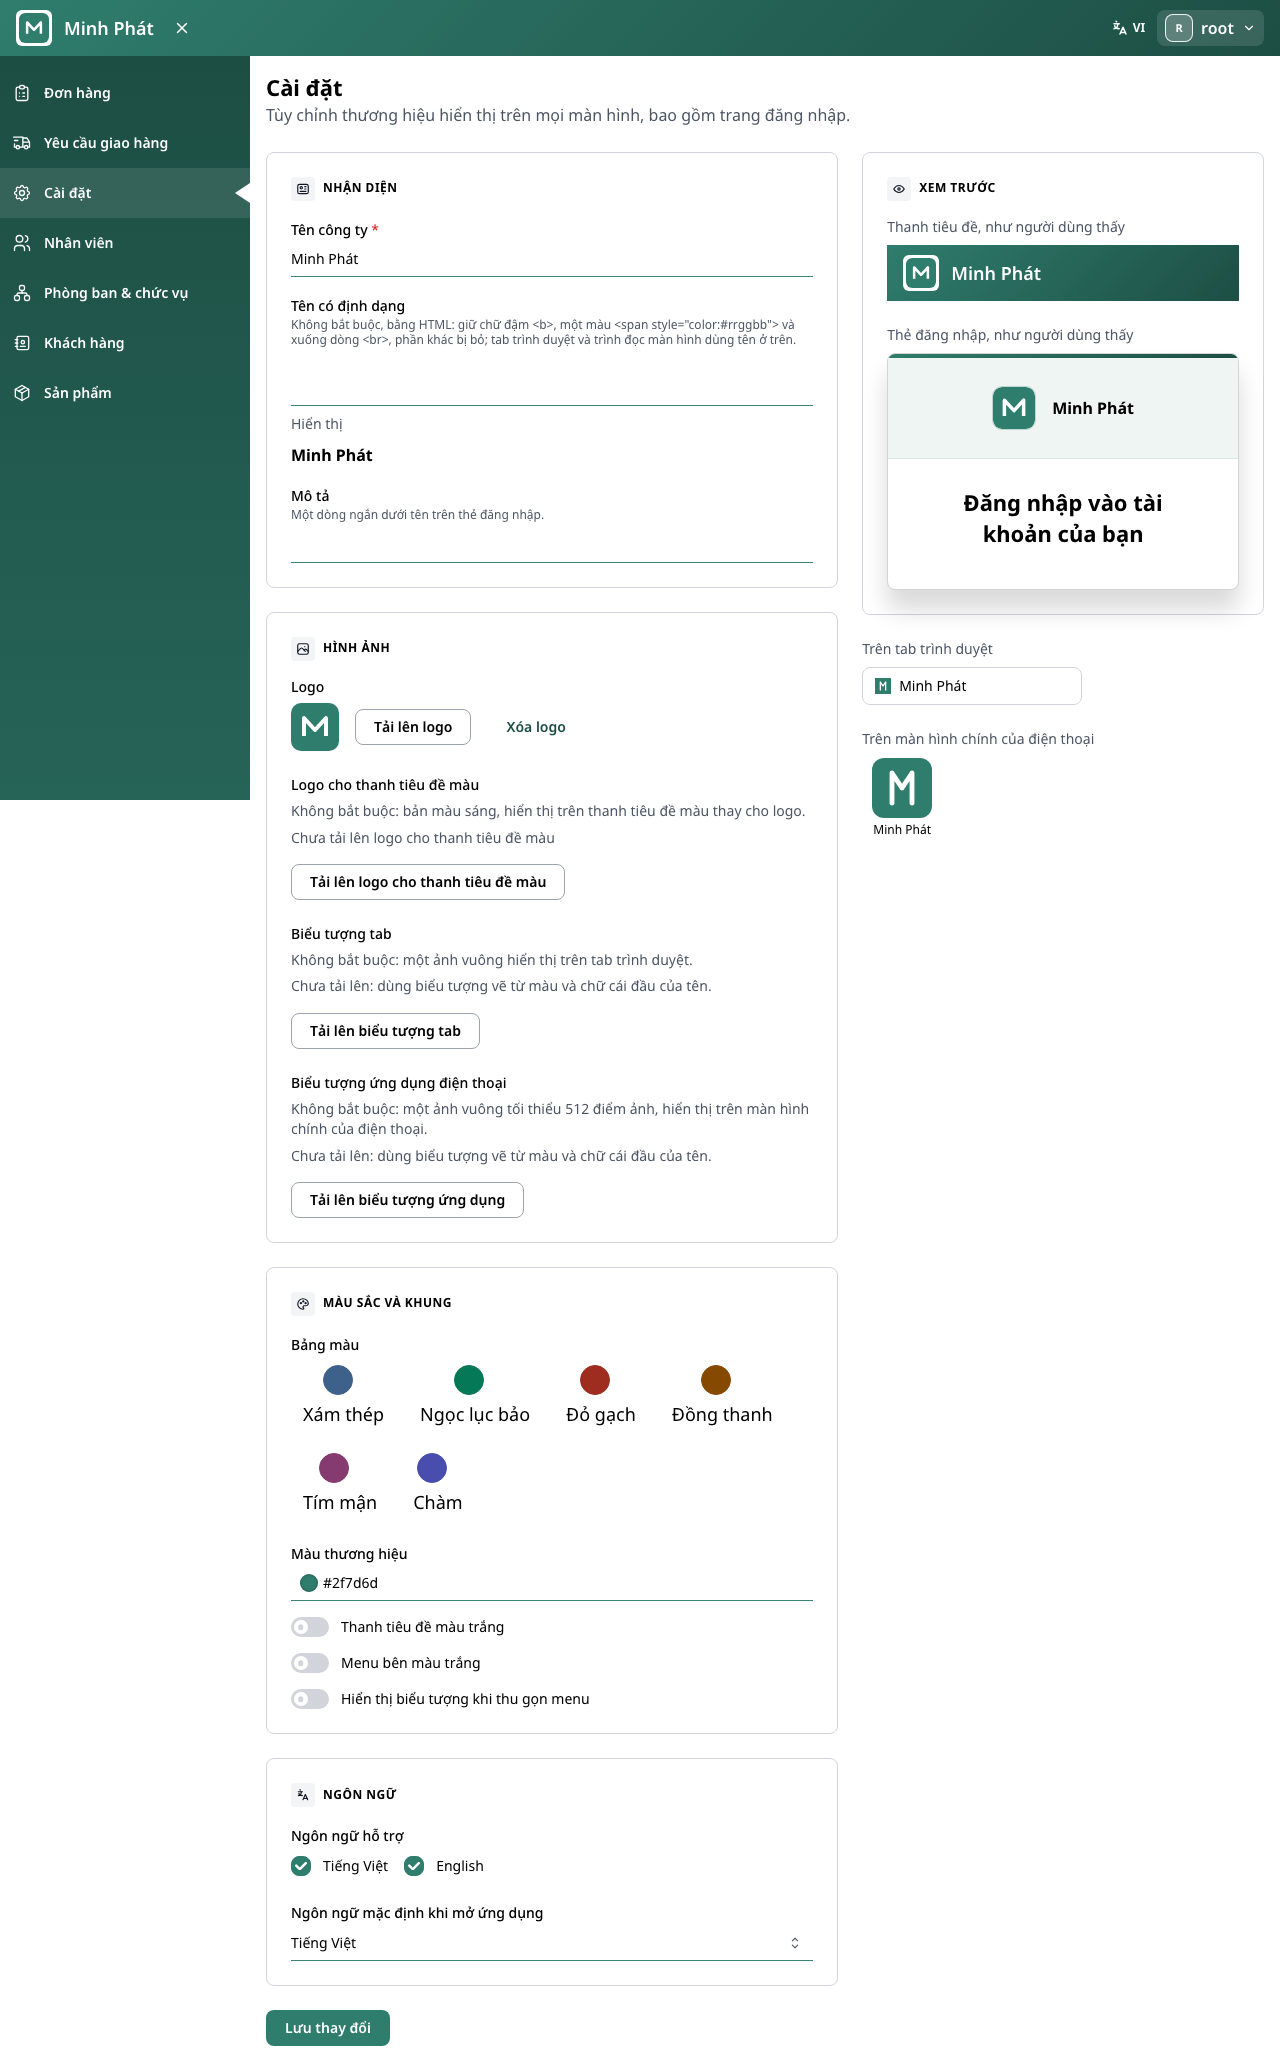 Minh Phát
VI
R
root
Đơn hàng
Yêu cầu giao hàng
Cài đặt
Nhân viên
Phòng ban & chức vụ
Khách hàng
Sản phẩm
Cài đặt
Tùy chỉnh thương hiệu hiển thị trên mọi màn hình, bao gồm trang đăng nhập.
NHẬN DIỆN
Tên công ty *
Minh Phát
Tên có định dạng
Không bắt buộc, bằng HTML: giữ chữ đậm <b>, một màu <span style="color:#rrggbb"> và
xuống dòng <br>, phần khác bị bỏ; tab trình duyệt và trình đọc màn hình dùng tên ở trên.
Hiển thị
Minh Phát
Mô tả
Một dòng ngắn dưới tên trên thẻ đăng nhập.
HÌNH ẢNH
Logo
M
Tải lên logo
Xóa logo
Logo cho thanh tiêu đề màu
Không bắt buộc: bản màu sáng, hiển thị trên thanh tiêu đề màu thay cho logo.
Chưa tải lên logo cho thanh tiêu đề màu
Tải lên logo cho thanh tiêu đề màu
Biểu tượng tab
Không bắt buộc: một ảnh vuông hiển thị trên tab trình duyệt.
Chưa tải lên: dùng biểu tượng vẽ từ màu và chữ cái đầu của tên.
Tải lên biểu tượng tab
Biểu tượng ứng dụng điện thoại
Không bắt buộc: một ảnh vuông tối thiểu 512 điểm ảnh, hiển thị trên màn hình
chính của điện thoại.
Chưa tải lên: dùng biểu tượng vẽ từ màu và chữ cái đầu của tên.
Tải lên biểu tượng ứng dụng
MÀU SẮC VÀ KHUNG
Bảng màu
Xám thép
Ngọc lục bảo
Đỏ gạch
Đồng thanh
Tím mận
Chàm
Màu thương hiệu
#2f7d6d
Thanh tiêu đề màu trắng
Menu bên màu trắng
Hiển thị biểu tượng khi thu gọn menu
NGÔN NGỮ
Ngôn ngữ hỗ trợ
Tiếng Việt
English
Ngôn ngữ mặc định khi mở ứng dụng
Tiếng Việt
Lưu thay đổi
XEM TRƯỚC
Thanh tiêu đề, như người dùng thấy
M
Minh Phát
Thẻ đăng nhập, như người dùng thấy
M
Minh Phát
Đăng nhập vào tài
khoản của bạn
Trên tab trình duyệt
M
Minh Phát
Trên màn hình chính của điện thoại
M
Minh Phát